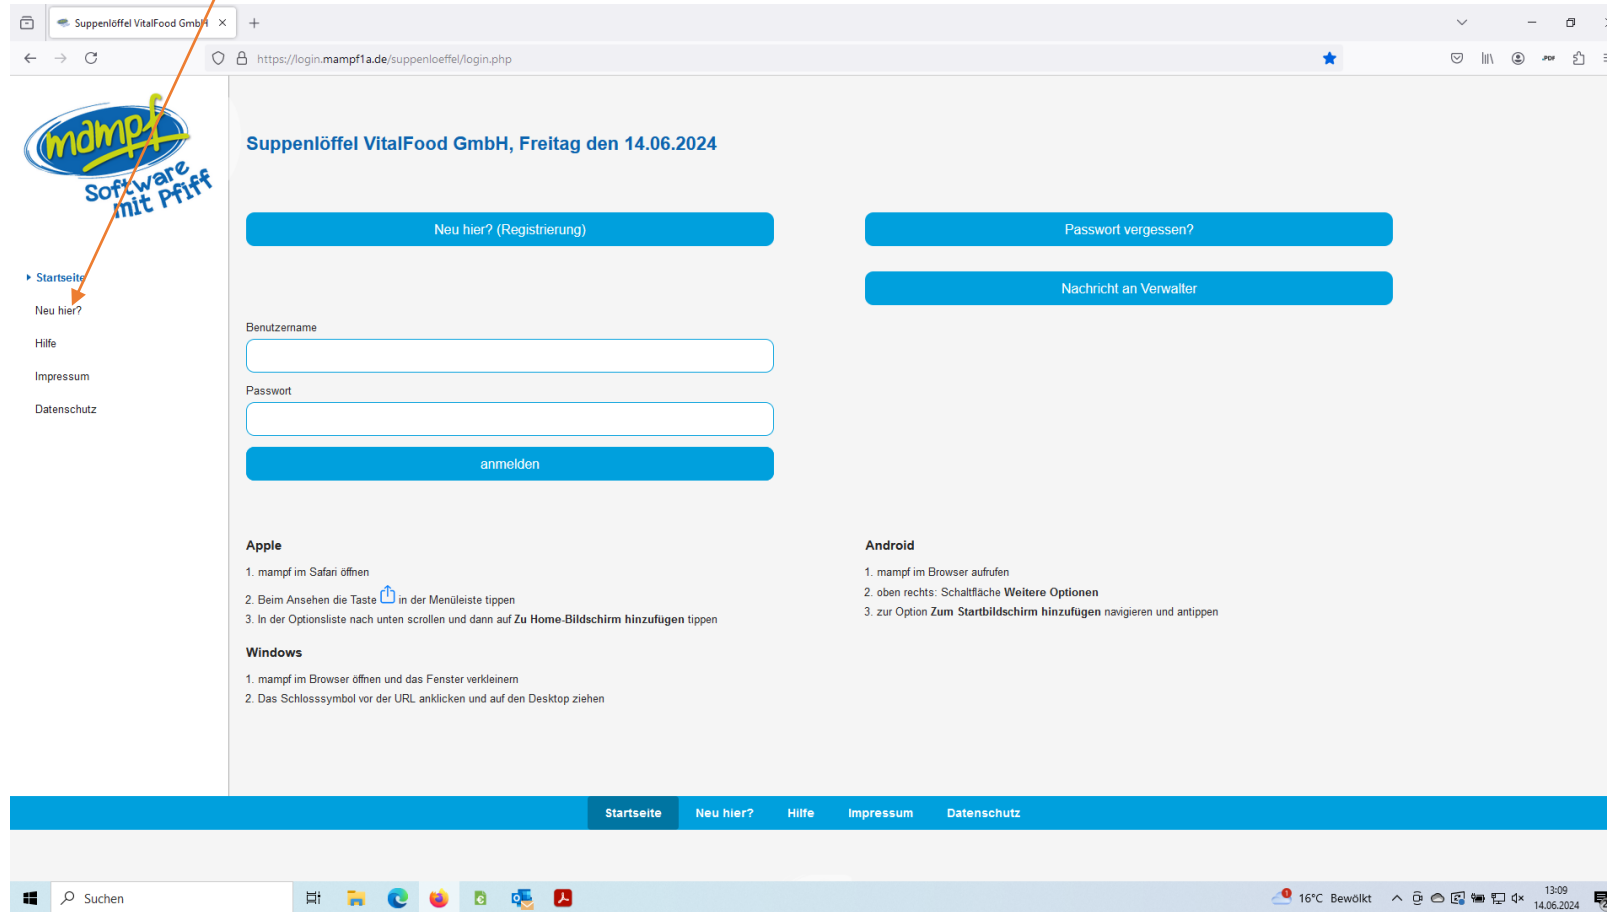 Suppenlöffel VitalFood GmbH
https://login.mampf1a.de/suppenloeffel/login.php
.PDF
mampf
Software
mit Pfiff
Suppenlöffel VitalFood GmbH, Freitag den 14.06.2024
Neu hier? (Registrierung)
Passwort vergessen?
Nachricht an Verwalter
Startseite
Neu hier?
Hilfe
Impressum
Datenschutz
Benutzername
Passwort
anmelden
Apple
1. mampf im Safari öffnen
2. Beim Ansehen die Taste in der Menüleiste tippen
3. In der Optionsliste nach unten scrollen und dann auf Zu Home-Bildschirm hinzufügen tippen
Windows
1. mampf im Browser öffnen und das Fenster verkleinern
2. Das Schlosssymbol vor der URL anklicken und auf den Desktop ziehen
Android
1. mampf im Browser aufrufen
2. oben rechts: Schaltfläche Weitere Optionen
3. zur Option Zum Startbildschirm hinzufügen navigieren und antippen
Startseite Neu hier? Hilfe Impressum Datenschutz
Suchen
1
16°C Bewölkt
13:09
14.06.2024
2